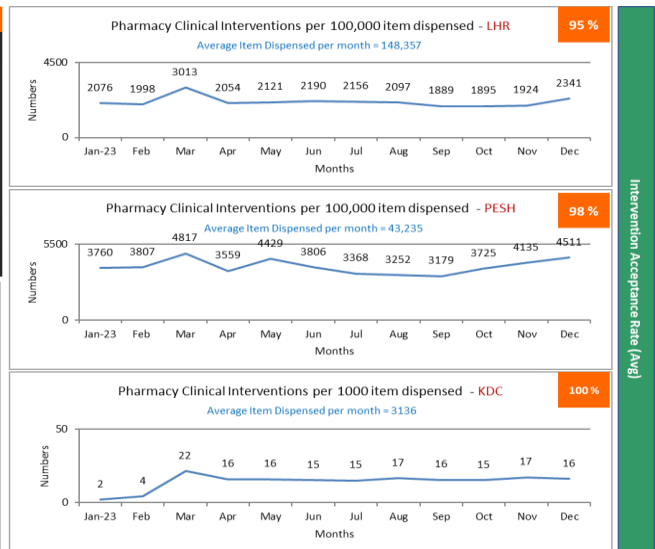 Pharmacy Clinical Interventions per 100,000 item dispensed - LHR
95 %
Average Item Dispensed per month = 148,357
4500
0
Numbers
2076 1998 3013 2054 2121 2190 2156 2097 1889 1895 1924 2341
Jan-23 Feb Mar Apr May Jun Jul Aug Sep Oct Nov Dec
Months
Pharmacy Clinical Interventions per 100,000 item dispensed - PESH
98 %
Average Item Dispensed per month = 43,235
5500
0
Numbers
3760 3807 4817 3559 4429 3806 3368 3252 3179 3725 4135 4511
Jan-23 Feb Mar Apr May Jun Jul Aug Sep Oct Nov Dec
Months
Pharmacy Clinical Interventions per 1000 item dispensed - KDC
100 %
Average Item Dispensed per month = 3136
50
0
Numbers
2 4 22 16 16 15 15 17 16 15 17 16
Jan-23 Feb Mar Apr May Jun Jul Aug Sep Oct Nov Dec
Months
Intervention Acceptance Rate (Avg)